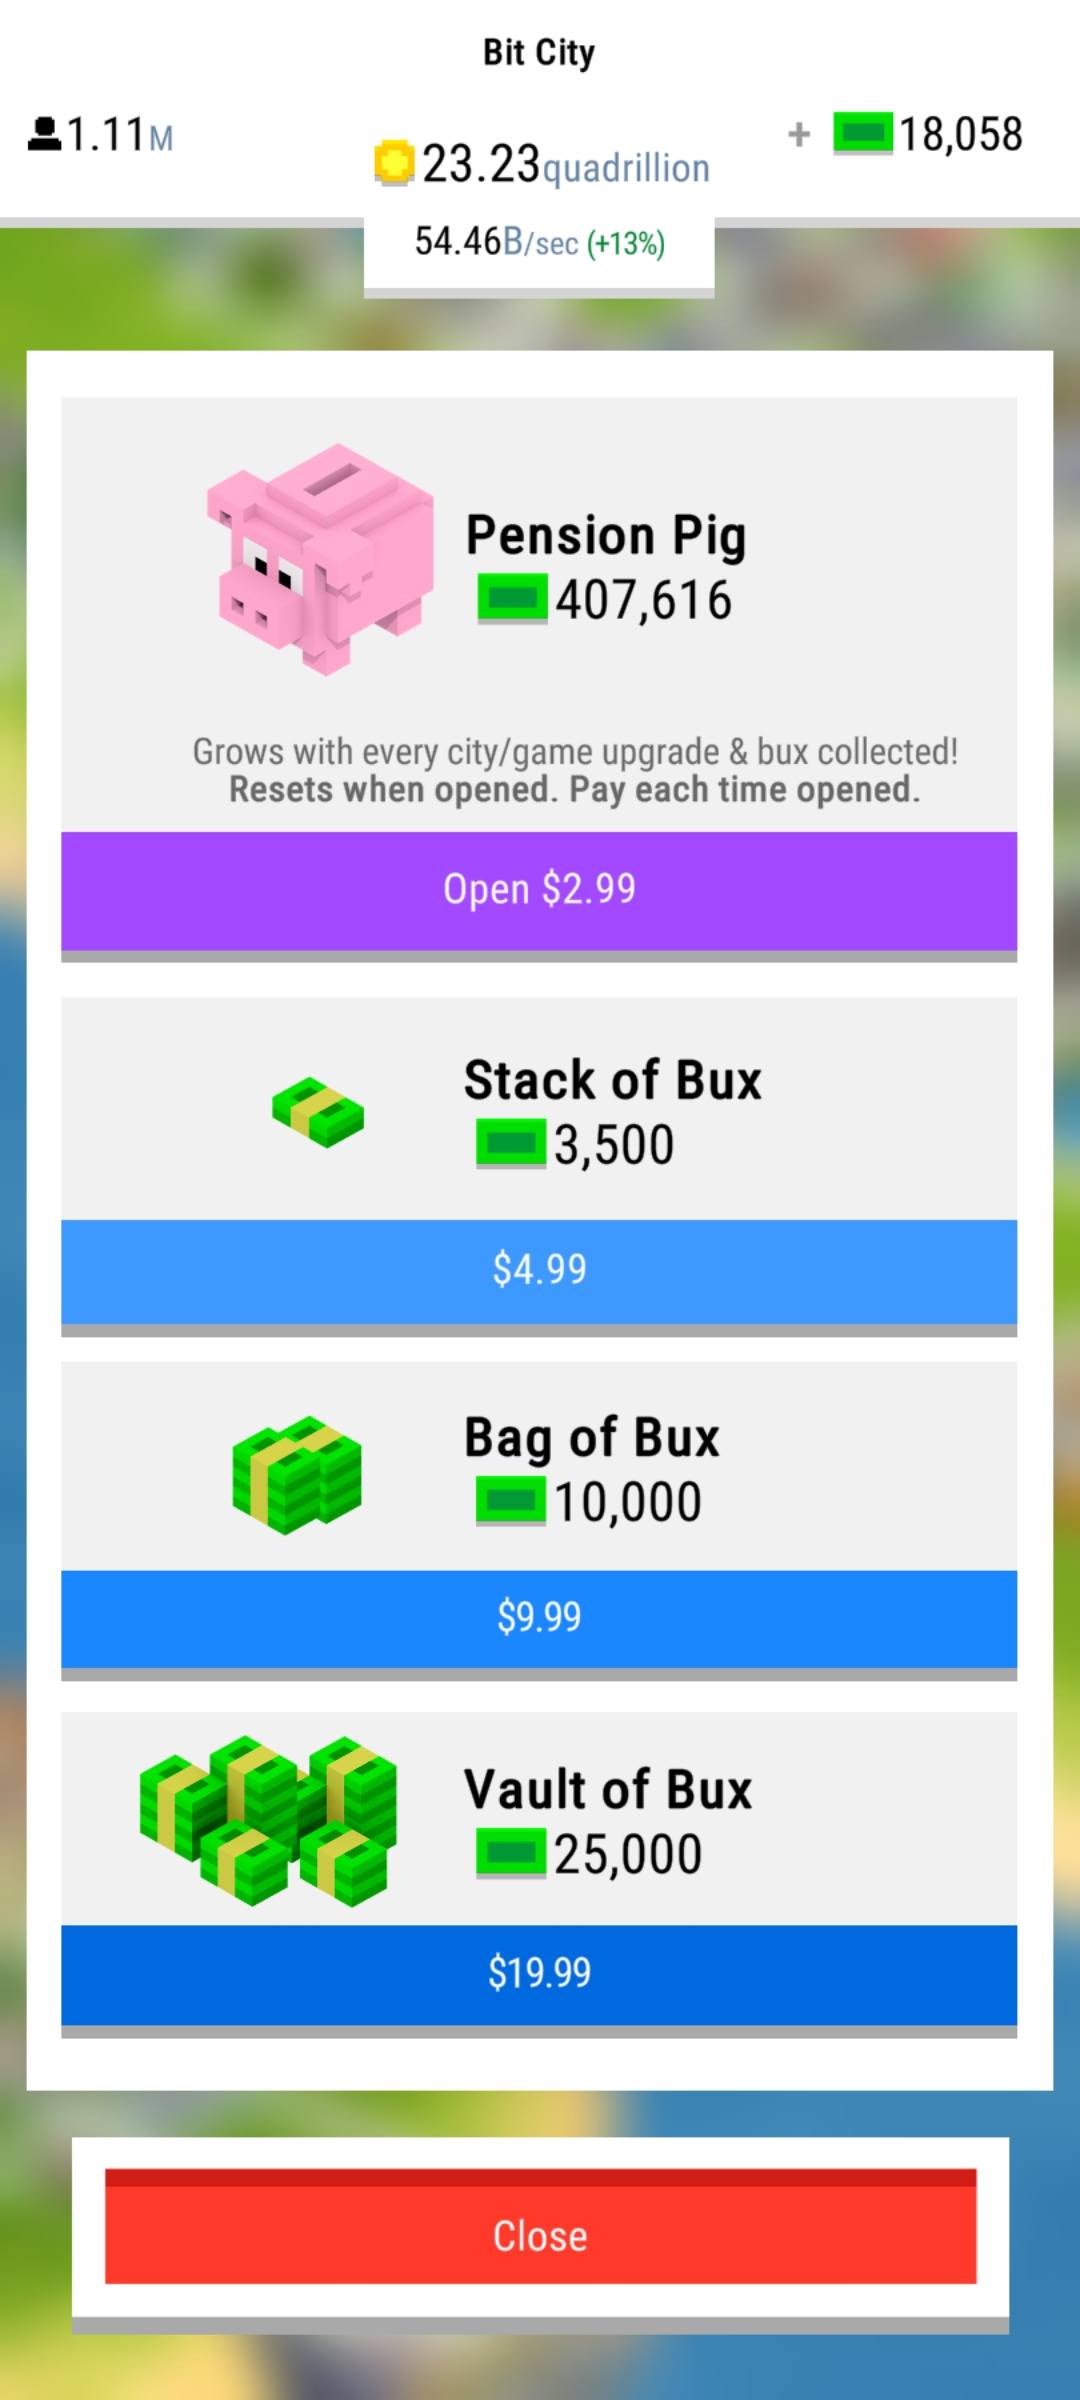 Bit City
1.11M
23.23quadrillion
+ 18,058
54.46B/sec (+13%)
Pension Pig
407,616
Grows with every city/game upgrade & bux collected!
Resets when opened. Pay each time opened.
Open $2.99
Stack of Bux
3,500
$4.99
Bag of Bux
10,000
$9.99
Vault of Bux
25,000
$19.99
Close